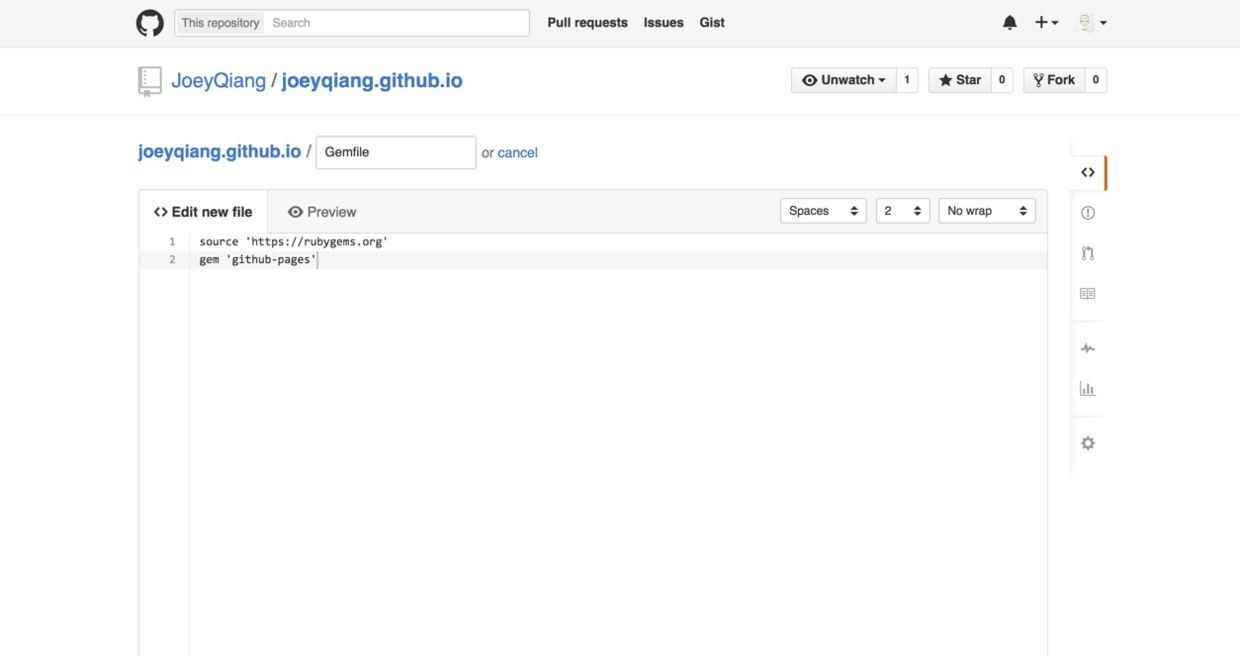 This repository Search Pull requests Issues Gist
JoeyQiang / joeyqiang.github.io Unwatch 1 Star 0 Fork 0
joeyqiang.github.io / Gemfile or cancel
<> Edit new file Preview Spaces 2 No wrap
1 source 'https://rubygems.org'
2 gem 'github-pages'